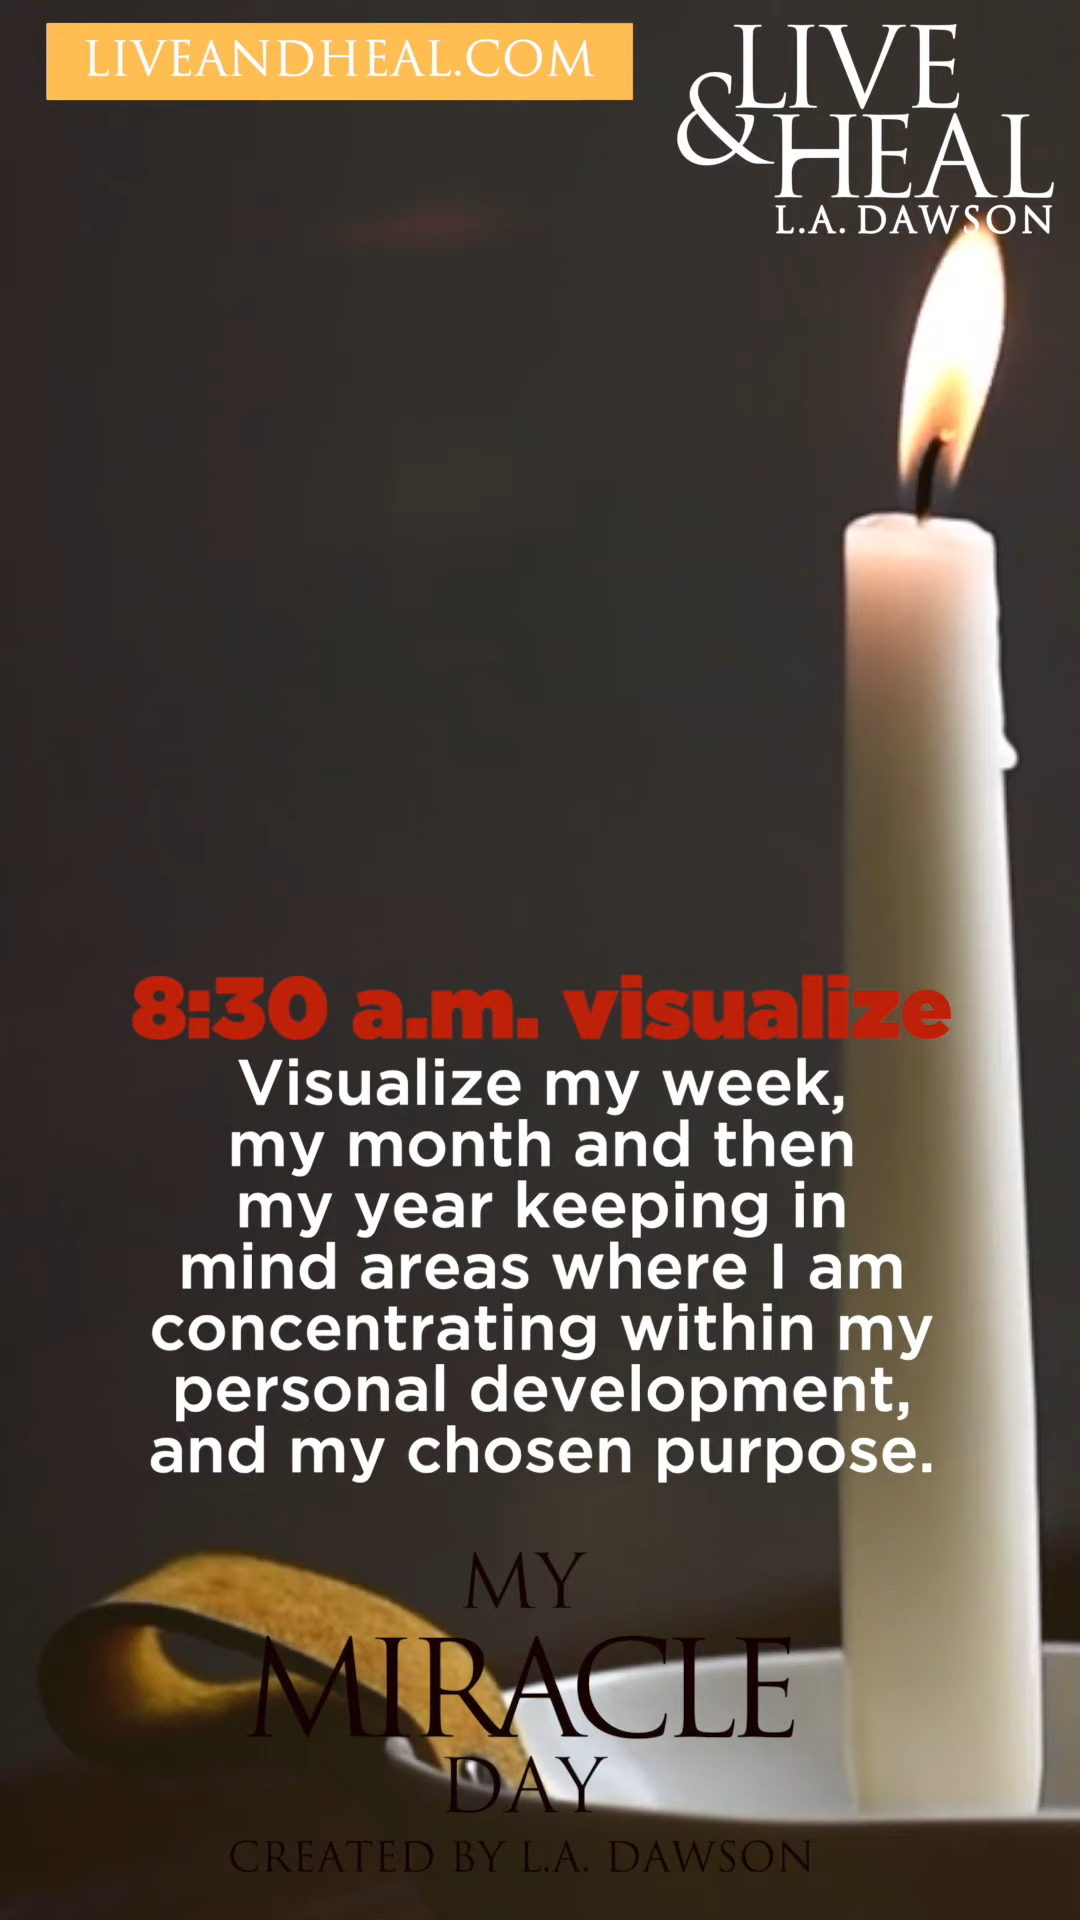 LIVEANDHEAL.COM
LIVE
&HEAL
L.A. DAWSON
8:30 a.m. visualize
Visualize my week,
my month and then
my year keeping in
mind areas where I am
concentrating within my
personal development,
and my chosen purpose.
MY
MIRACLE
DAY
CREATED BY L.A. DAWSON